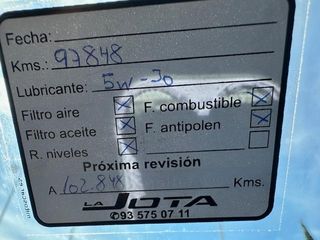 Fecha:
Kms.: 97848
Lubricante: 5w-30
Filtro aire F. combustible
Filtro aceite F. antipolen
R. niveles
Próxima revisión
A 102.848 Kms.
LA JOTA
✆93 575 07 11